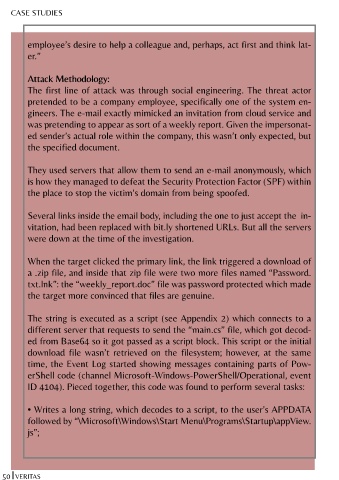 CASE STUDIES
employee's desire to help a colleague and, perhaps, act first and think lat-
er."
Attack Methodology:
The first line of attack was through social engineering. The threat actor
pretended to be a company employee, specifically one of the system en-
gineers. The e-mail exactly mimicked an invitation from cloud service and
was pretending to appear as sort of a weekly report. Given the impersonat-
ed sender's actual role within the company, this wasn't only expected, but
the specified document.
They used servers that allow them to send an e-mail anonymously, which
is how they managed to defeat the Security Protection Factor (SPF) within
the place to stop the victim's domain from being spoofed.
Several links inside the email body, including the one to just accept the in-
vitation, had been replaced with bit.ly shortened URLs. But all the servers
were down at the time of the investigation.
When the target clicked the primary link, the link triggered a download of
a .zip file, and inside that zip file were two more files named "Password.
txt.lnk": the "weekly_report.doc" file was password protected which made
the target more convinced that files are genuine.
The string is executed as a script (see Appendix 2) which connects to a
different server that requests to send the "main.cs" file, which got decod-
ed from Base64 so it got passed as a script block. This script or the initial
download file wasn't retrieved on the filesystem; however, at the same
time, the Event Log started showing messages containing parts of Pow-
erShell code (channel Microsoft-Windows-PowerShell/Operational, event
ID 4104). Pieced together, this code was found to perform several tasks:
• Writes a long string, which decodes to a script, to the user's APPDATA
followed by "\Microsoft\Windows\Start Menu\Programs\Startup\appView.
js";
50 VERITAS